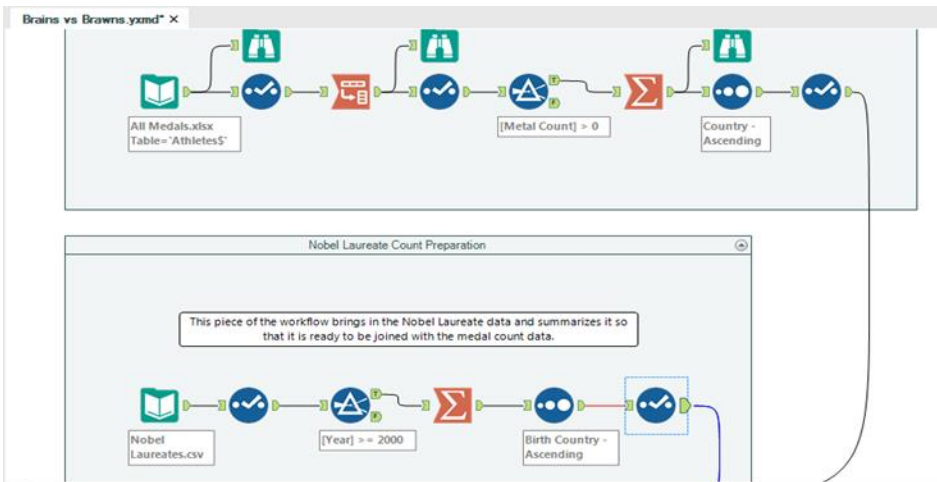 Brains vs Brawns.yxmd* ×
All Medals.xlsx
Table=`Athletes$`
[Metal Count] > 0
Country -
Ascending
T
F
Nobel Laureate Count Preparation
This piece of the workflow brings in the Nobel Laureate data and summarizes it so
that it is ready to be joined with the medal count data.
T
F
Nobel
Laureates.csv
[Year] >= 2000
Birth Country -
Ascending